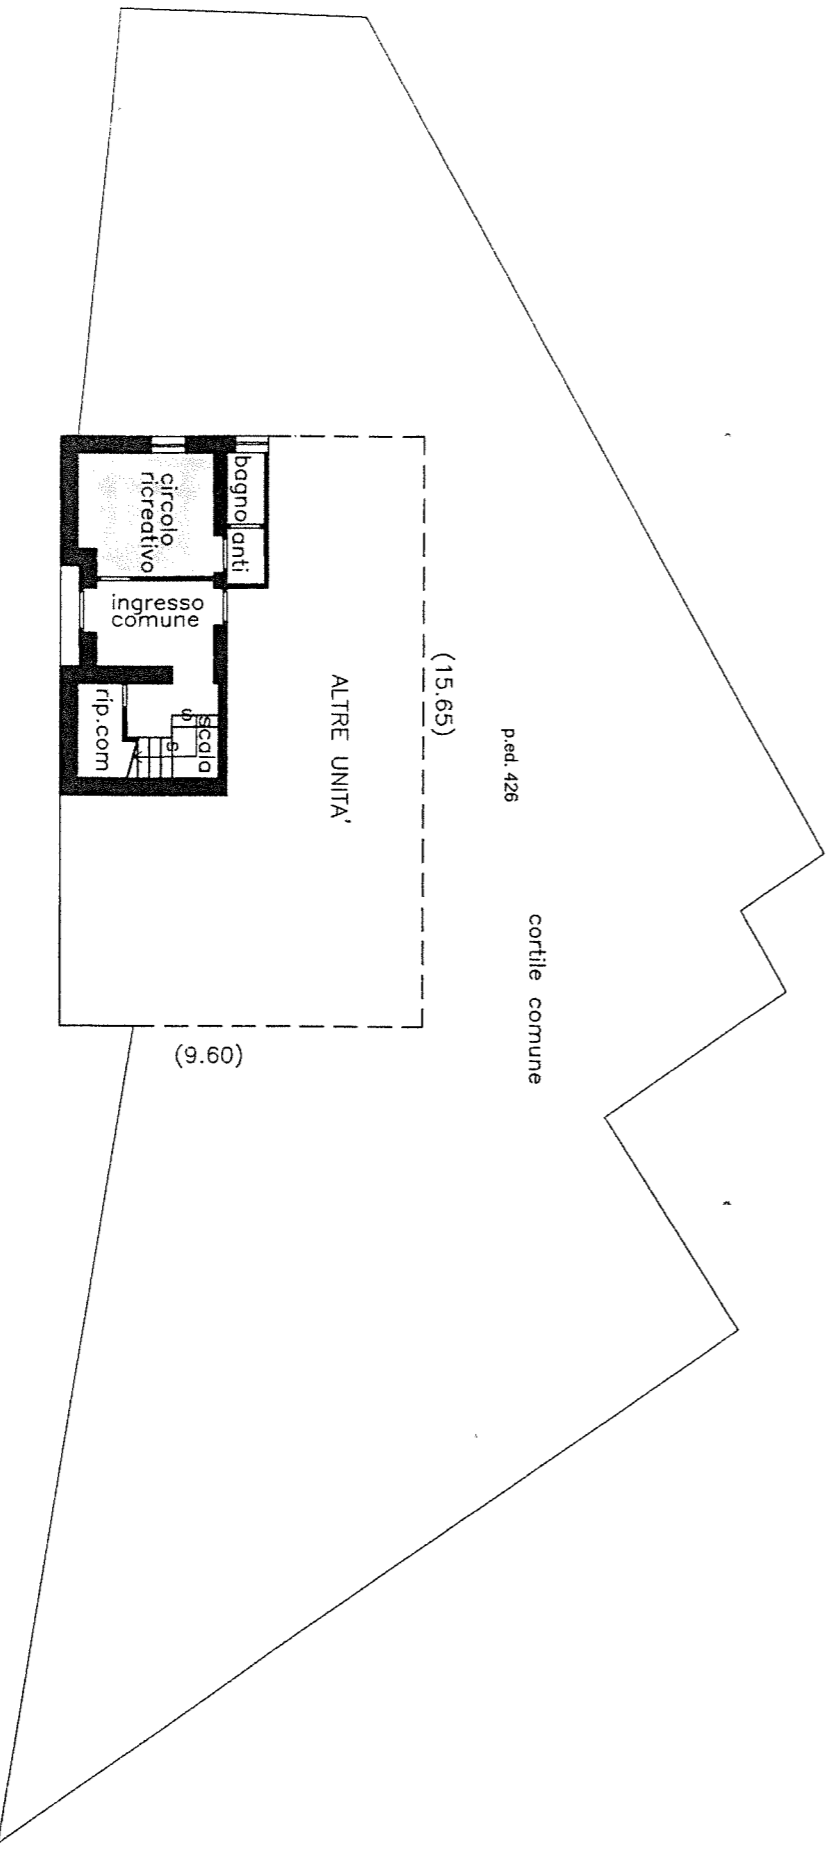 bagno
anti
circolo
ricreativo
ingresso
comune
rip.com
scala
s
s
ALTRE UNITA'
(15.65)
p.ed. 426
cortile comune
(9.60)